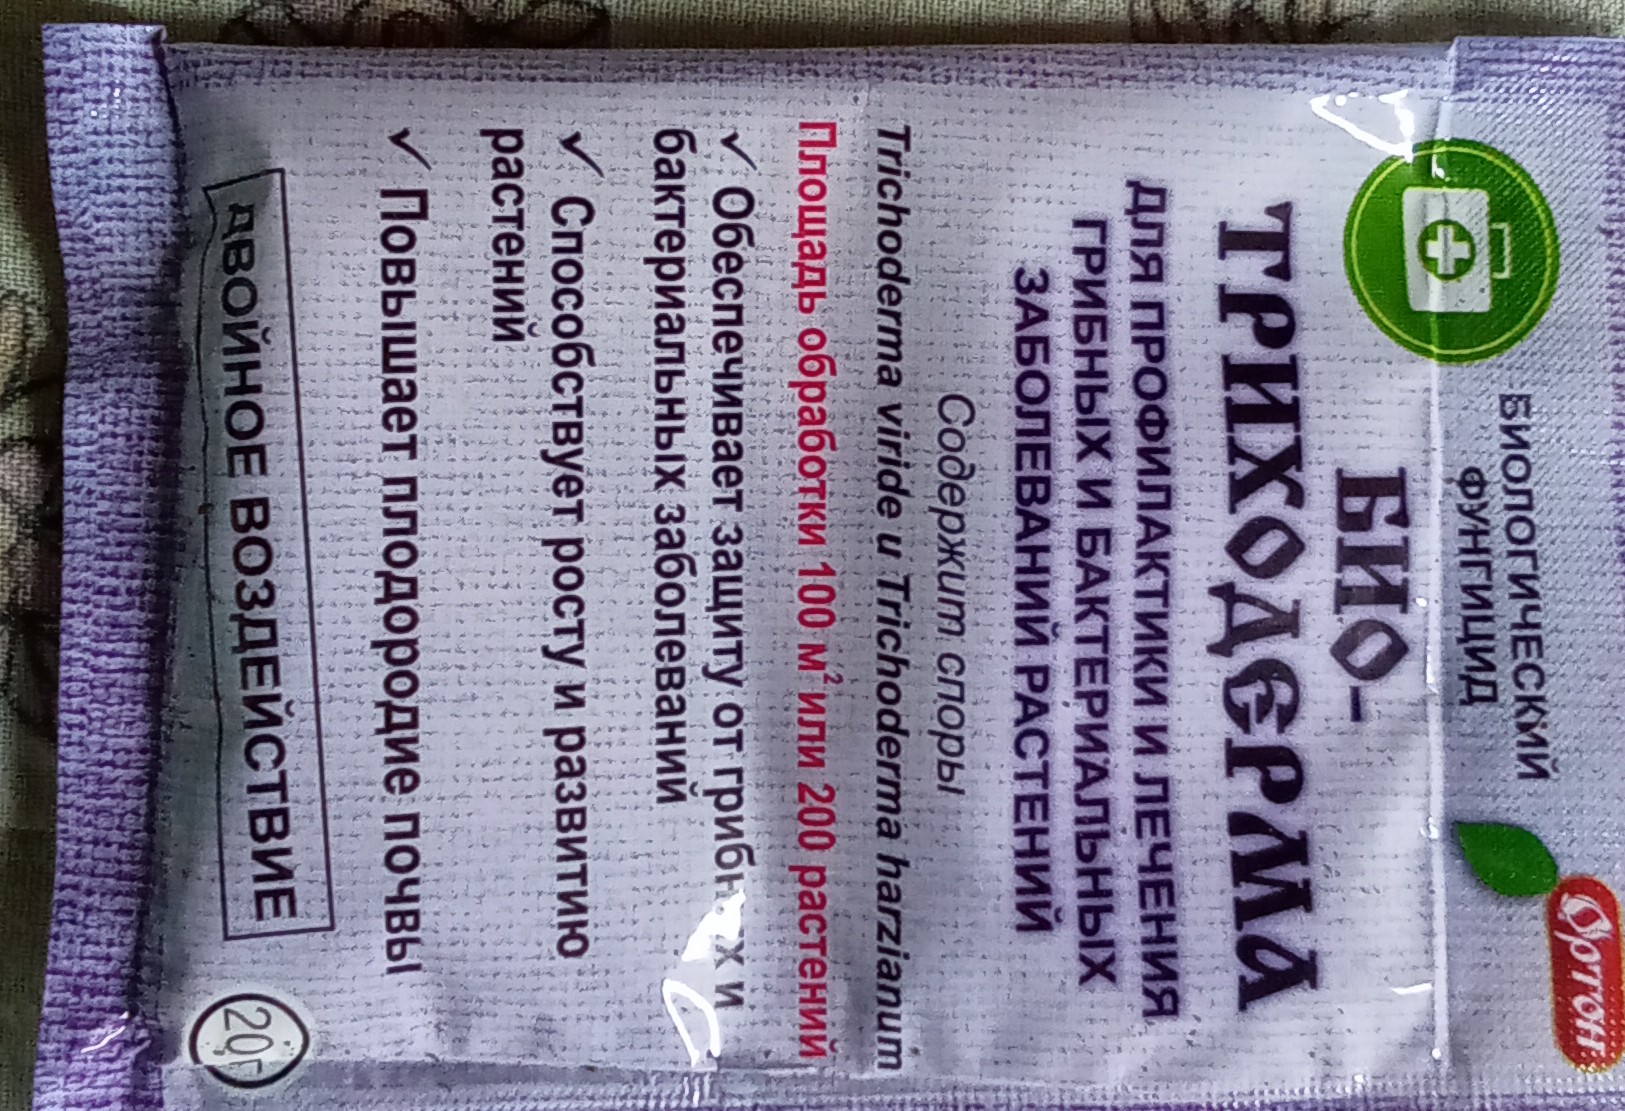 БИОЛОГИЧЕСКИЙ
ФУНГИЦИД
Ортон
БИО-
ТРИХОДЕРМА
ДЛЯ ПРОФИЛАКТИКИ И ЛЕЧЕНИЯ
ГРИБНЫХ И БАКТЕРИАЛЬНЫХ
ЗАБОЛЕВАНИЙ РАСТЕНИЙ
Содержит споры
Trichoderma viride и Trichoderma harzianum
Площадь обработки 100 м² или 200 растений
✓ Обеспечивает защиту от грибных и
бактериальных заболеваний
✓ Способствует росту и развитию
растений
✓ Повышает плодородие почвы
ДВОЙНОЕ ВОЗДЕЙСТВИЕ
20г